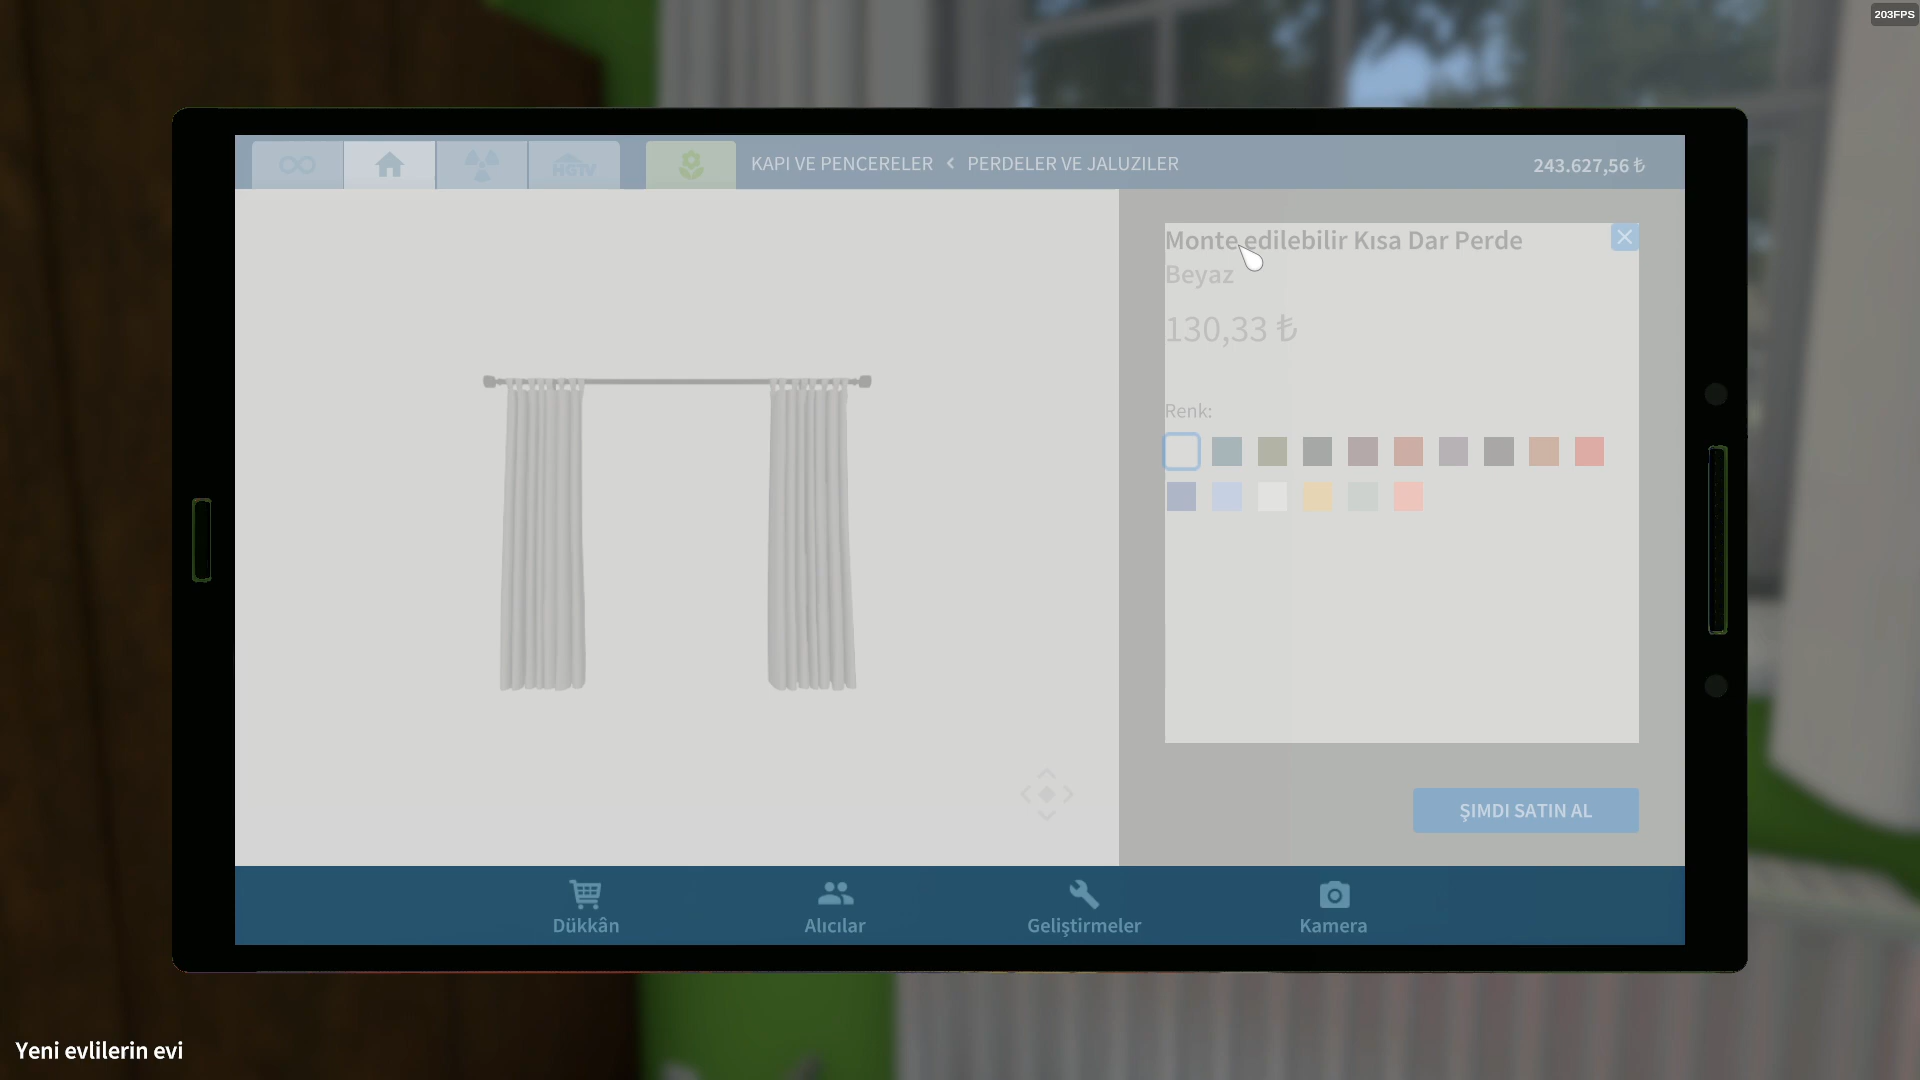 203FPS
HGTV
KAPI VE PENCERELER < PERDELER VE JALUZILER
243.627,56 ₺
Monte edilebilir Kısa Dar Perde
Beyaz
130,33 ₺
Renk:
ŞIMDI SATIN AL
Dükkân
Alıcılar
Geliştirmeler
Kamera
Yeni evlilerin evi